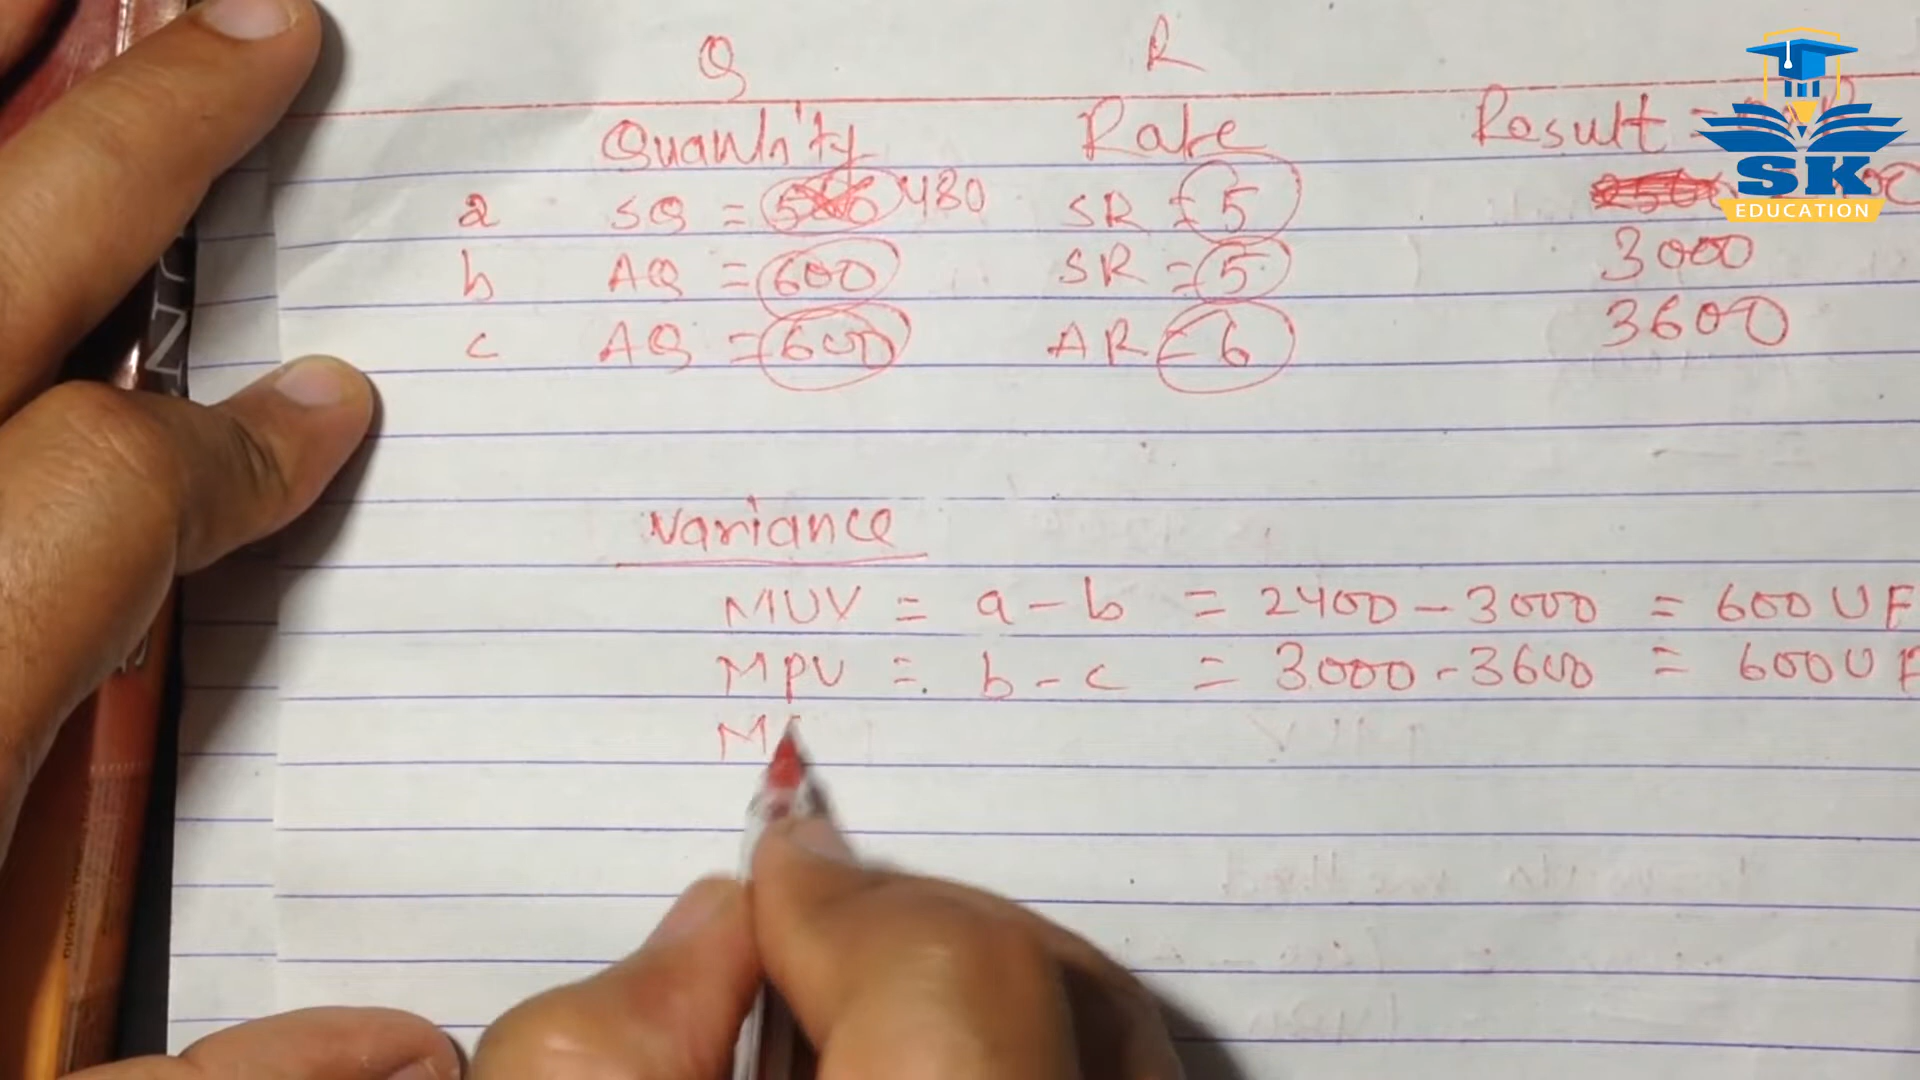 Q R
Quantity Rate Result =
a SQ = 480 SR = 5
b AQ = 600 SR = 5 3000
c AQ = 600 AR = 6 3600
Variance
MUV = a - b = 2400 - 3000 = 600 UF
MPV = b - c = 3000 - 3600 = 600 UF
M
SK
EDUCATION